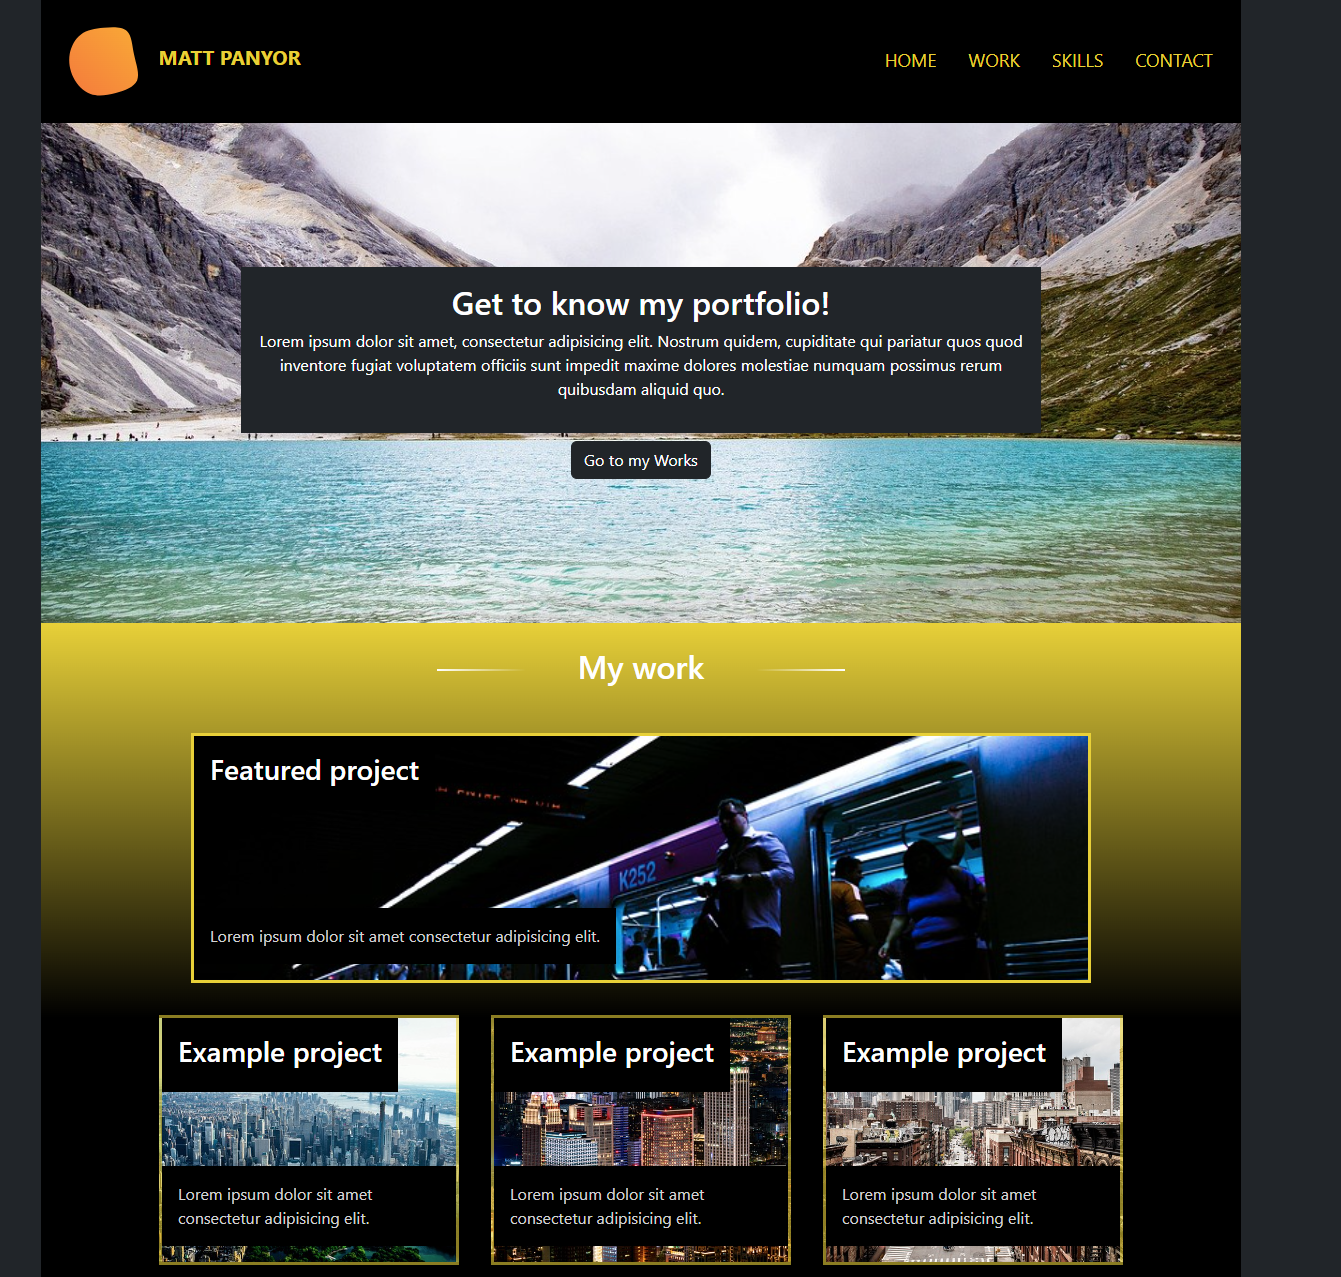 MATT PANYOR
HOME WORK SKILLS CONTACT
Get to know my portfolio!
Lorem ipsum dolor sit amet, consectetur adipisicing elit. Nostrum quidem, cupiditate qui pariatur quos quod
inventore fugiat voluptatem officiis sunt impedit maxime dolores molestiae numquam possimus rerum
quibusdam aliquid quo.
Go to my Works
My work
Featured project
K252
Lorem ipsum dolor sit amet consectetur adipisicing elit.
Example project
Lorem ipsum dolor sit amet
consectetur adipisicing elit.
Example project
Lorem ipsum dolor sit amet
consectetur adipisicing elit.
Example project
Lorem ipsum dolor sit amet
consectetur adipisicing elit.